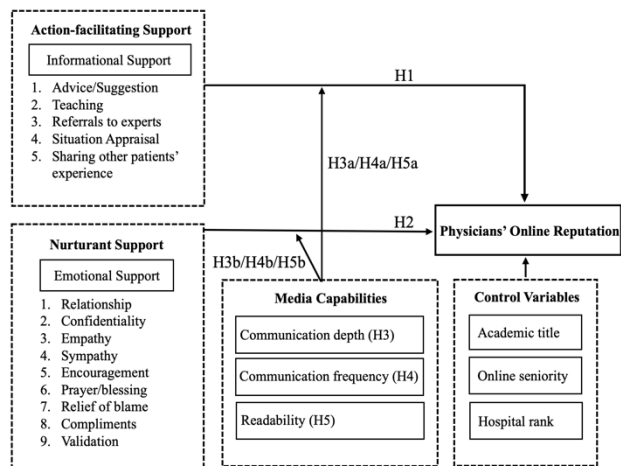 Action-facilitating Support
Informational Support
1. Advice/Suggestion
2. Teaching
3. Referrals to experts
4. Situation Appraisal
5. Sharing other patients'
experience
H1
H3a/H4a/H5a
Nurturant Support
Emotional Support
1. Relationship
2. Confidentiality
3. Empathy
4. Sympathy
5. Encouragement
6. Prayer/blessing
7. Relief of blame
8. Compliments
9. Validation
H2
H3b/H4b/H5b
Physicians' Online Reputation
Media Capabilities
Communication depth (H3)
Communication frequency (H4)
Readability (H5)
Control Variables
Academic title
Online seniority
Hospital rank